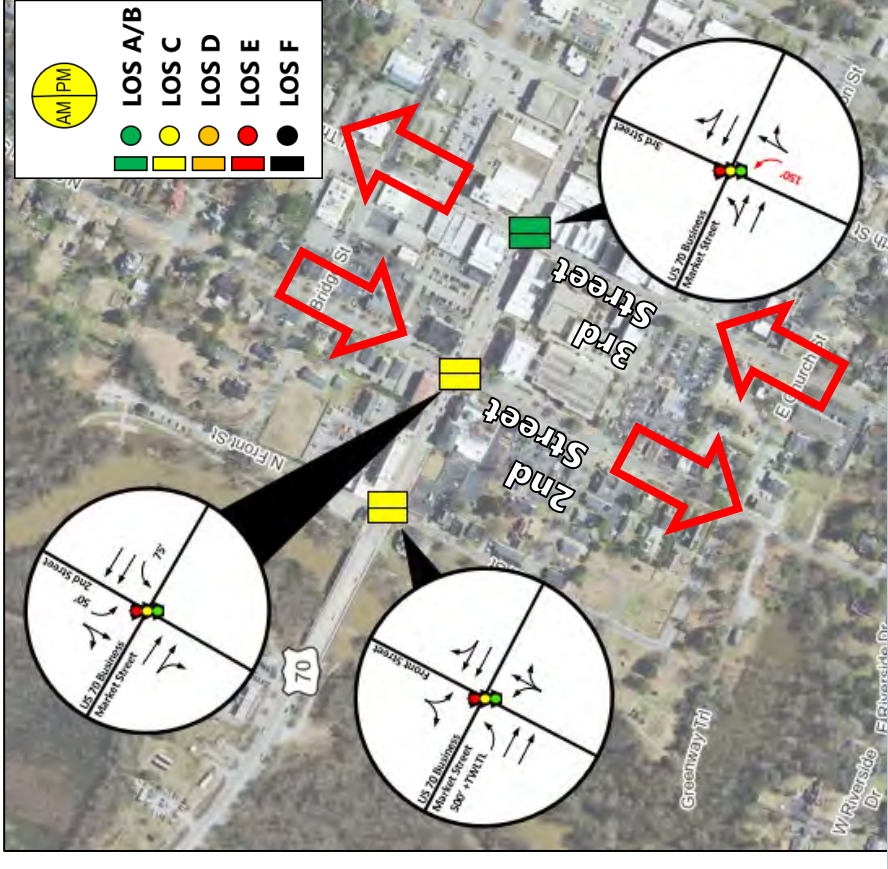 AM PM
LOS A/B
LOS C
LOS D
LOS E
LOS F
Bridge St
N Front St
3rd
Street
2nd
Street
E Church St
70
Greenway Trl
W Riverside
Dr
E Riverside Dr
3rd Street
US 70 Business
Market Street
150'
2nd Street
50'
75'
US 70 Business
Market Street
Front Street
US 70 Business
Market Street
500' +TWLTL